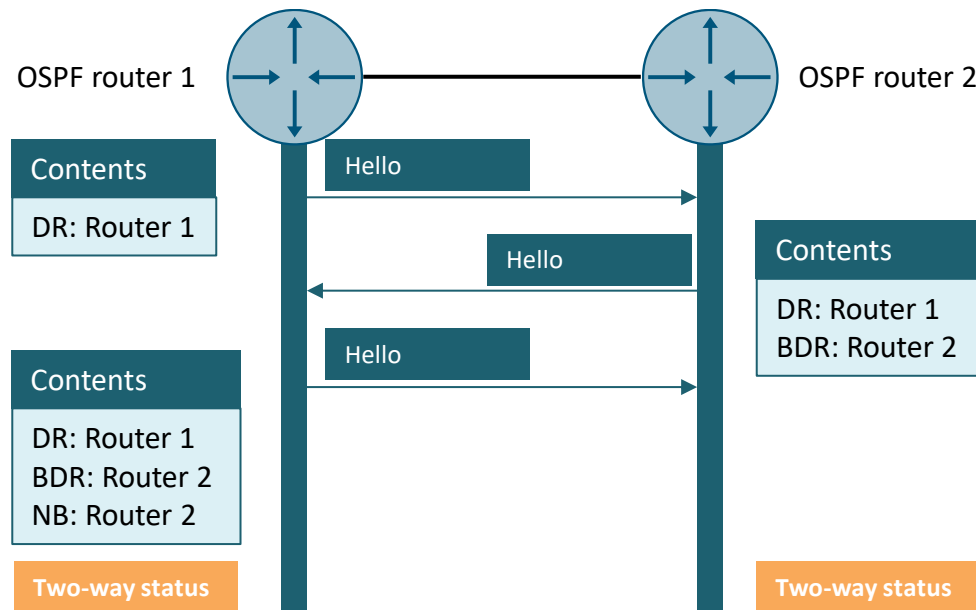 OSPF router 1
OSPF router 2
Hello
Contents
DR: Router 1
Hello
Contents
DR: Router 1
BDR: Router 2
Hello
Contents
DR: Router 1
BDR: Router 2
NB: Router 2
Two-way status
Two-way status